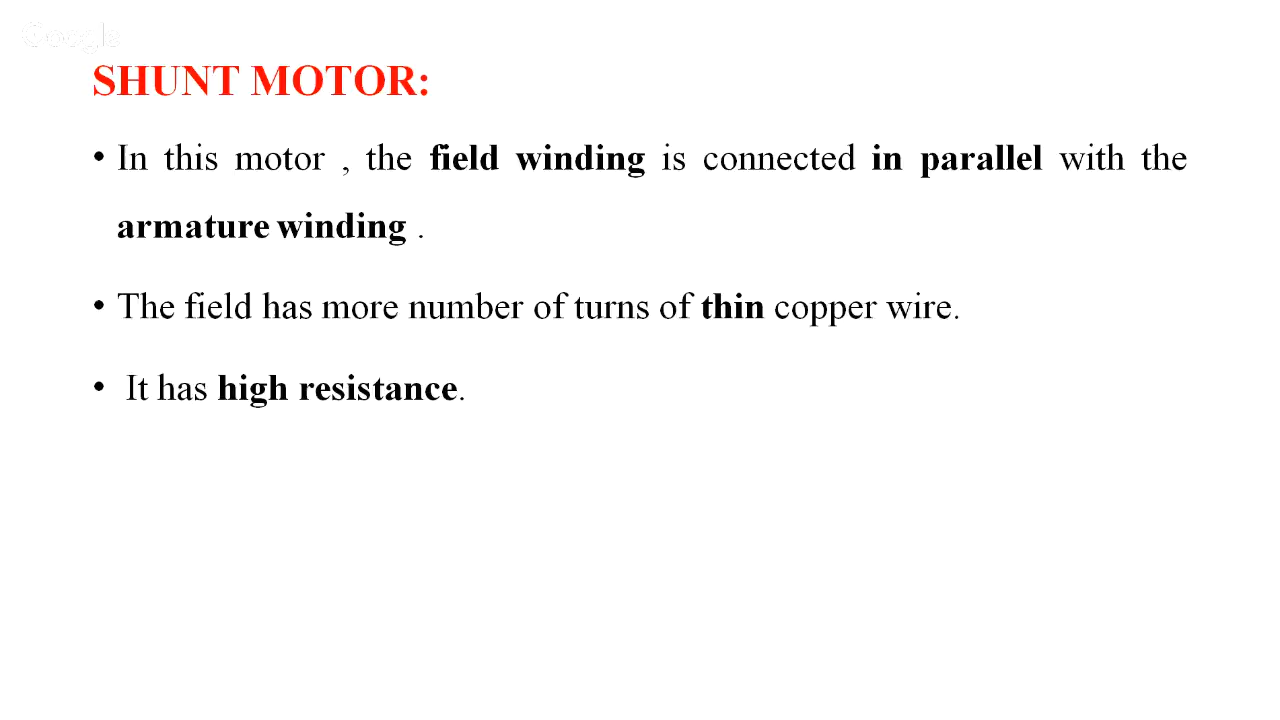 Google
SHUNT MOTOR:
• In this motor , the field winding is connected in parallel with the
armature winding .
• The field has more number of turns of thin copper wire.
• It has high resistance.